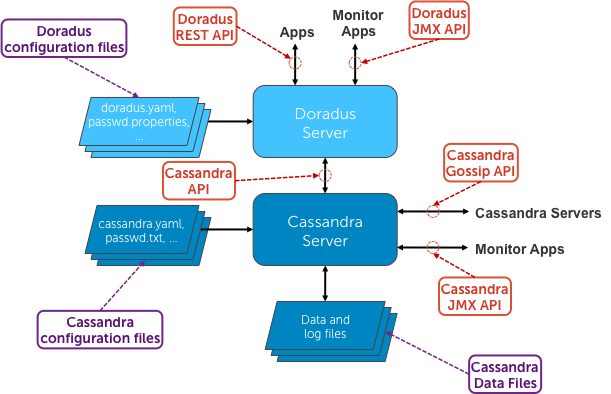 Doradus
REST API
Apps
Monitor
Apps
Doradus
JMX API
Doradus
configuration files
doradus.yaml,
passwd.properties,
...
Doradus
Server
Cassandra
API
Cassandra
Gossip API
cassandra.yaml,
passwd.txt, ...
Cassandra
Server
Cassandra Servers
Monitor Apps
Cassandra
JMX API
Cassandra
configuration files
Data and
log files
Cassandra
Data Files